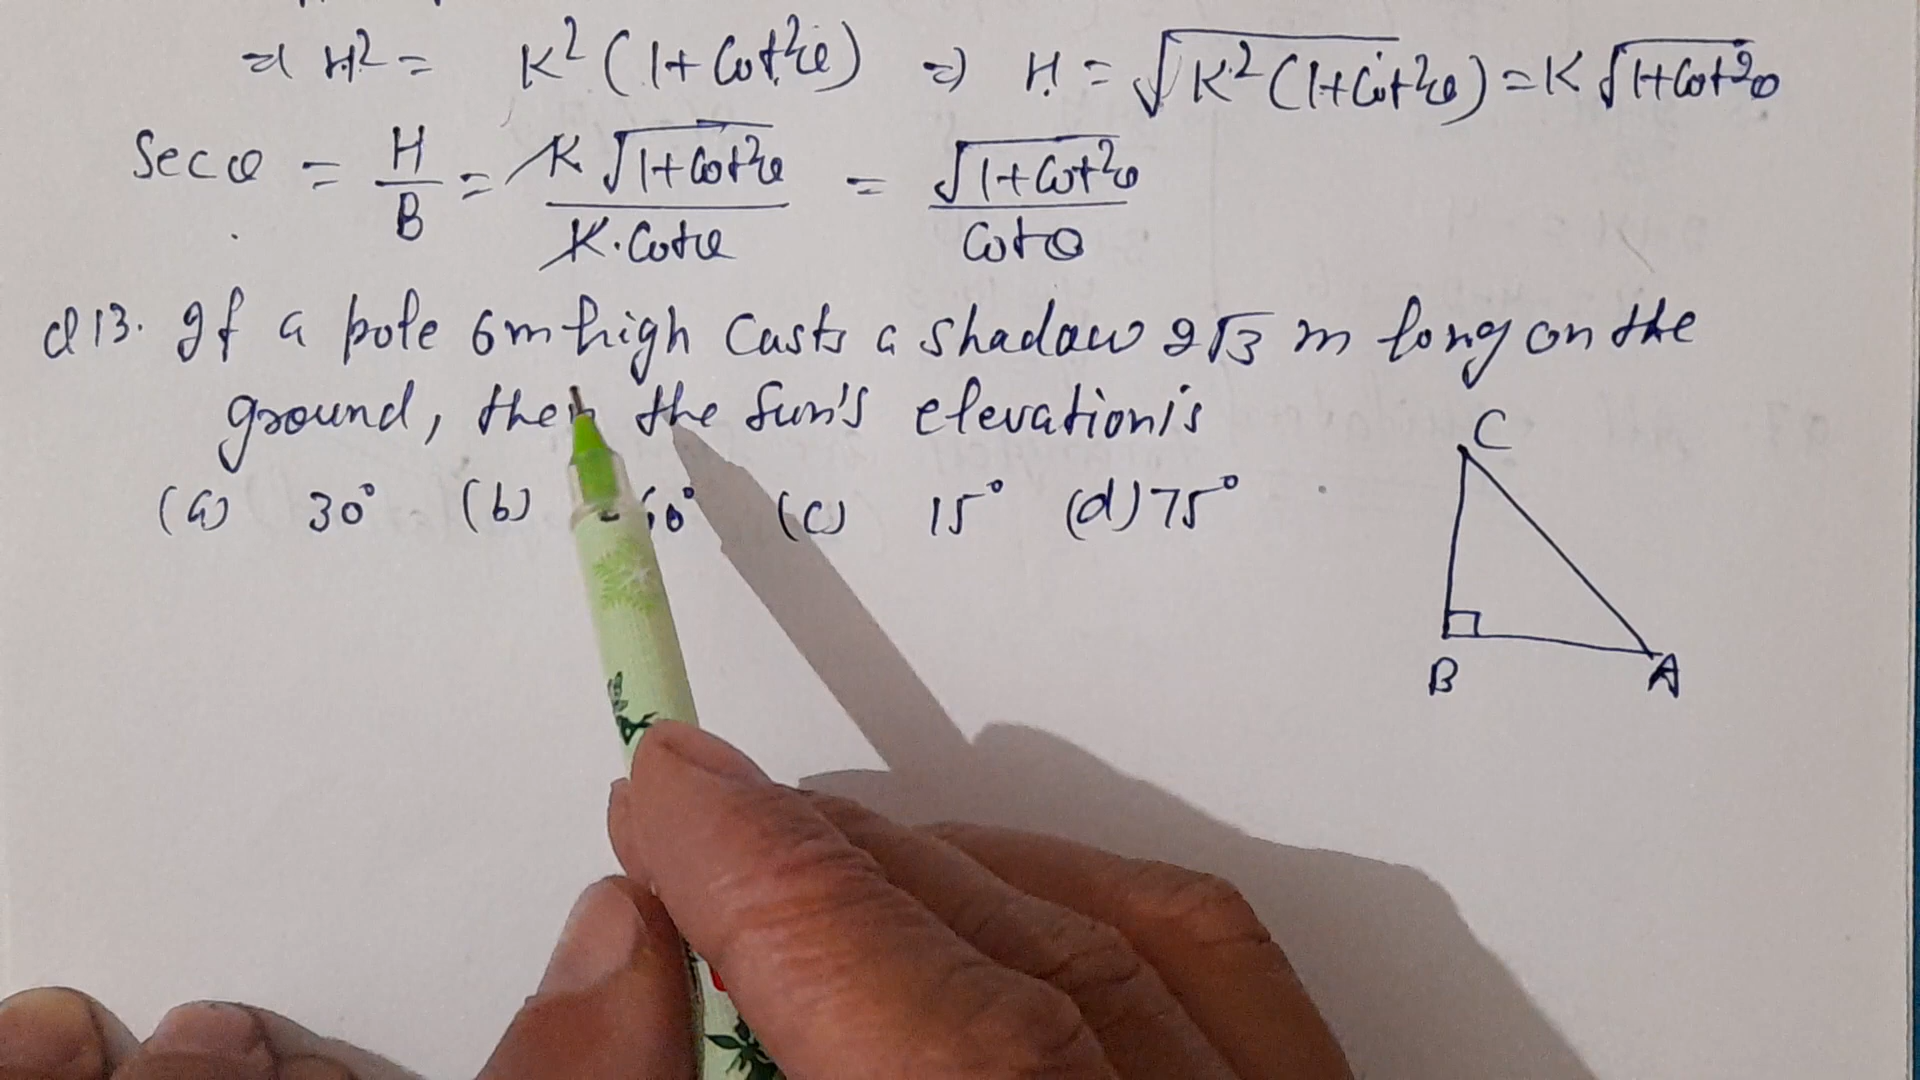 ⇒ H² = K²(1+Cot²θ) ⇒ H = √K²(1+Cot²θ) = K√1+Cot²θ
Secθ = H/B = K√1+Cot²θ / K.Cotθ = √1+Cot²θ / Cotθ
Q13. If a pole 6m high casts a shadow 2√3 m long on the
ground, then the Sun's elevation is
(a) 30° (b) 60° (c) 15° (d) 75°
C
B A